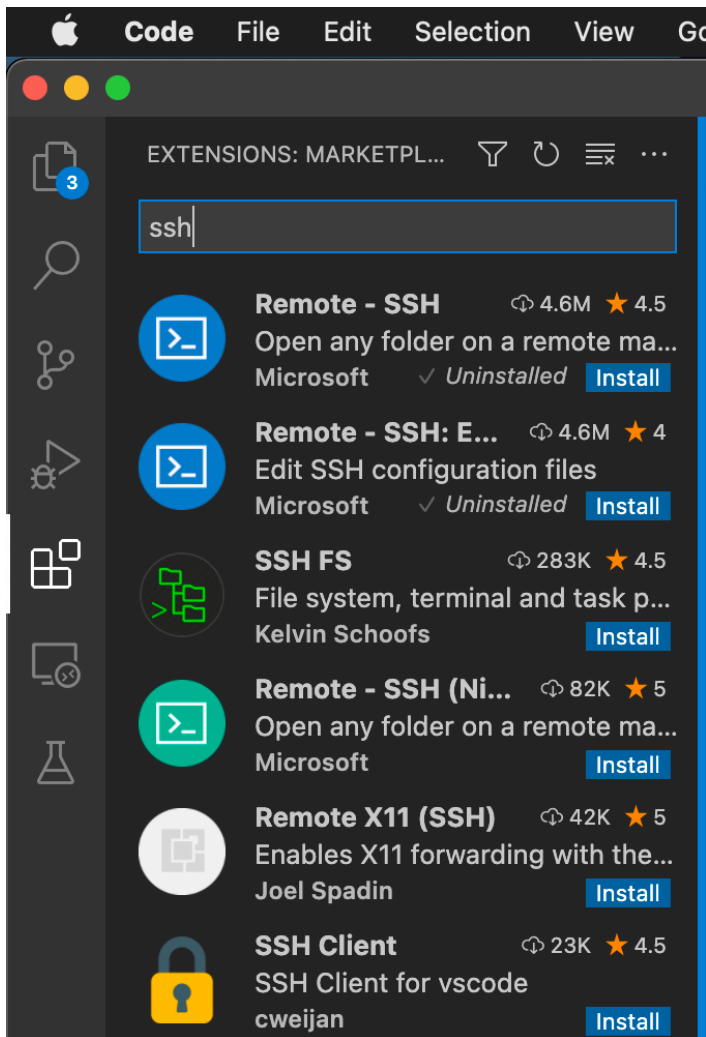 Code File Edit Selection View Go
EXTENSIONS: MARKETPL... ...
3
ssh
Remote - SSH 4.6M ★ 4.5
Open any folder on a remote ma...
Microsoft ✓ Uninstalled Install
Remote - SSH: E... 4.6M ★ 4
Edit SSH configuration files
Microsoft ✓ Uninstalled Install
SSH FS 283K ★ 4.5
File system, terminal and task p...
Kelvin Schoofs Install
Remote - SSH (Ni... 82K ★ 5
Open any folder on a remote ma...
Microsoft Install
Remote X11 (SSH) 42K ★ 5
Enables X11 forwarding with the...
Joel Spadin Install
SSH Client 23K ★ 4.5
SSH Client for vscode
cweijan Install